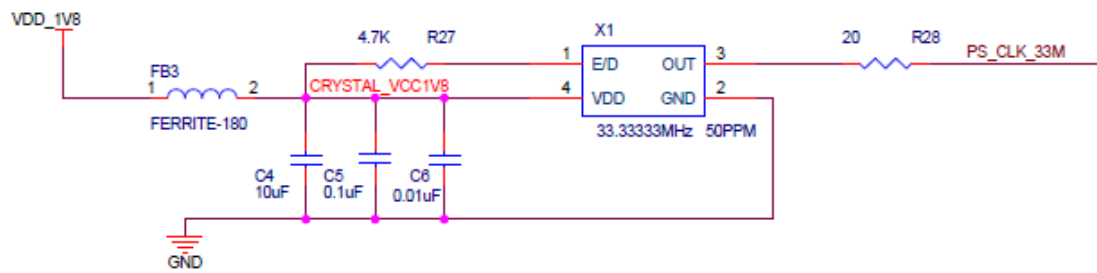 VDD_1V8
X1
4.7K R27
20 R28
1 E/D OUT 3
PS_CLK_33M
FB3
1 2
CRYSTAL_VCC1V8
4 VDD GND 2
FERRITE-180
33.33333MHz 50PPM
C4 C5 C6
10uF 0.1uF 0.01uF
GND